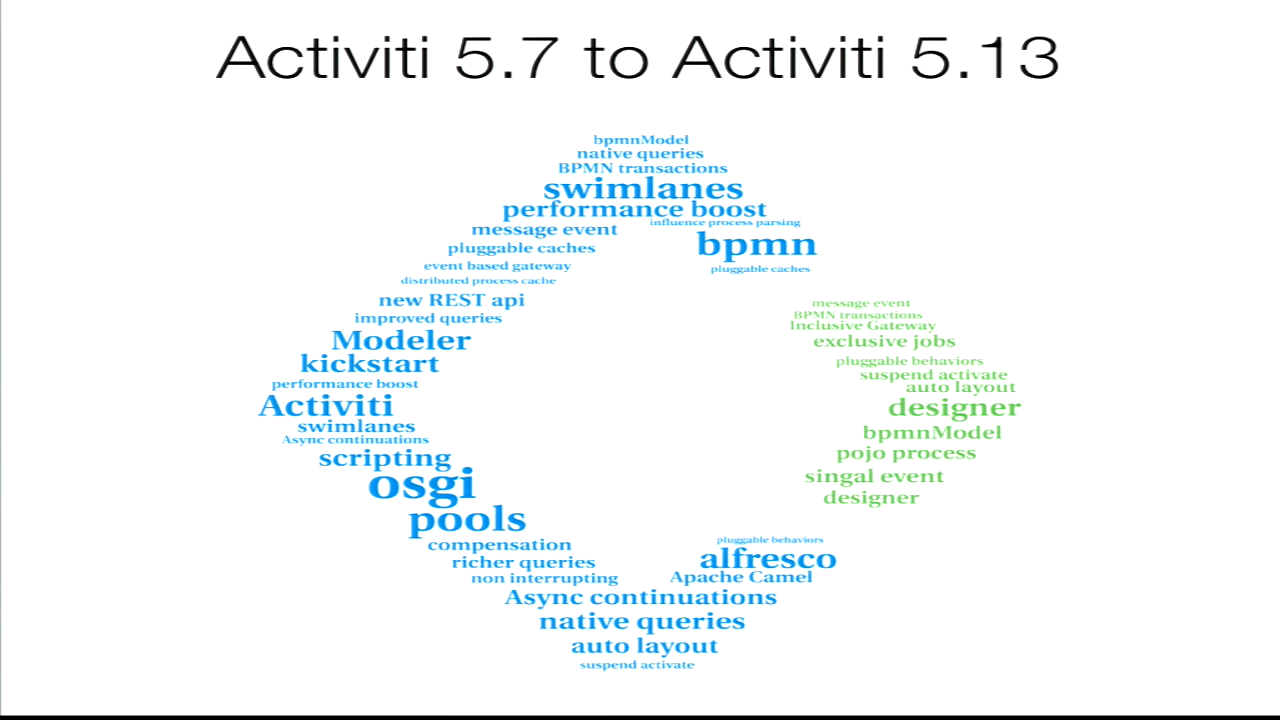 Activiti 5.7 to Activiti 5.13
bpmnModel
native queries
BPMN transactions
swimlanes
performance boost
influence process parsing
message event
bpmn
pluggable caches
event based gateway
pluggable caches
distributed process cache
new REST api
message event
BPMN transactions
improved queries
Inclusive Gateway
Modeler
exclusive jobs
kickstart
pluggable behaviors
suspend activate
performance boost
auto layout
Activiti
designer
swimlanes
bpmnModel
Async continuations
scripting
pojo process
osgi
singal event
designer
pools
compensation
pluggable behaviors
richer queries
alfresco
non interrupting
Apache Camel
Async continuations
native queries
auto layout
suspend activate